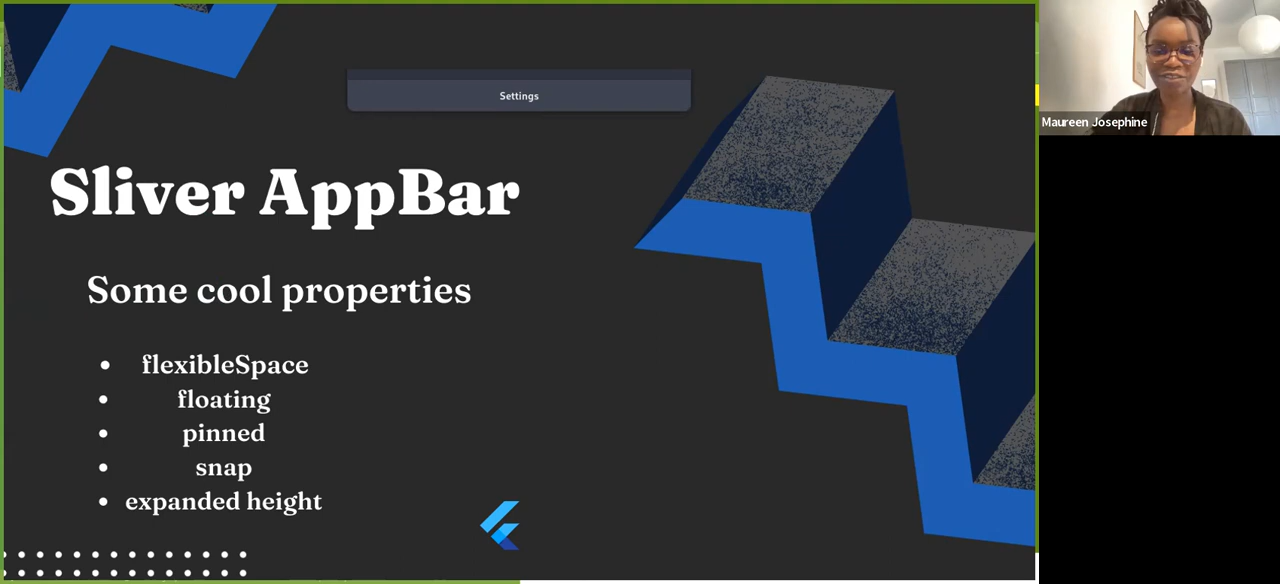 Settings
Maureen Josephine
Sliver AppBar
Some cool properties
• flexibleSpace
• floating
• pinned
• snap
• expanded height